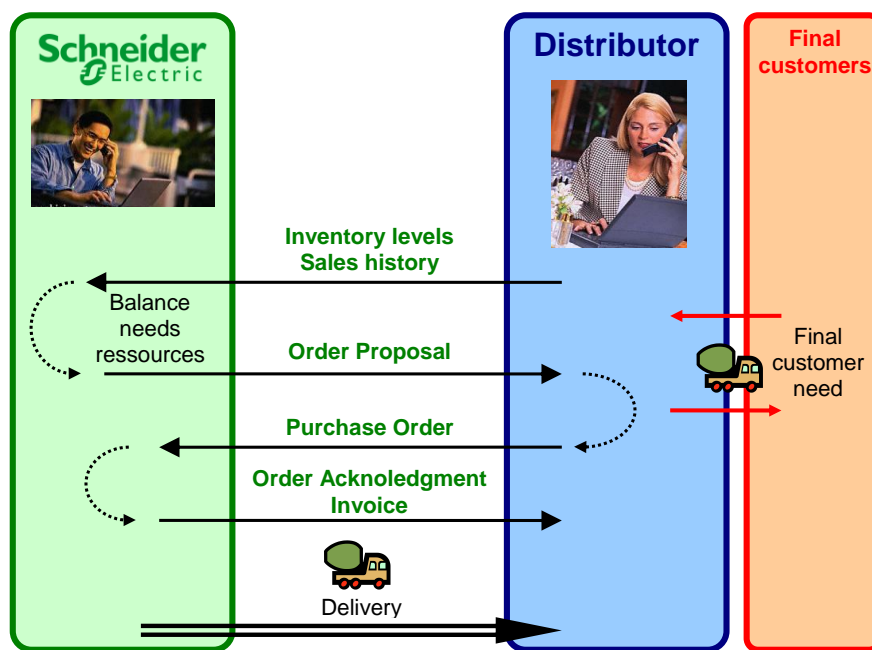 Schneider
Electric
Distributor
Final
customers
Inventory levels
Sales history
Balance
needs
ressources
Final
customer
need
Order Proposal
Purchase Order
Order Acknoledgment
Invoice
Delivery